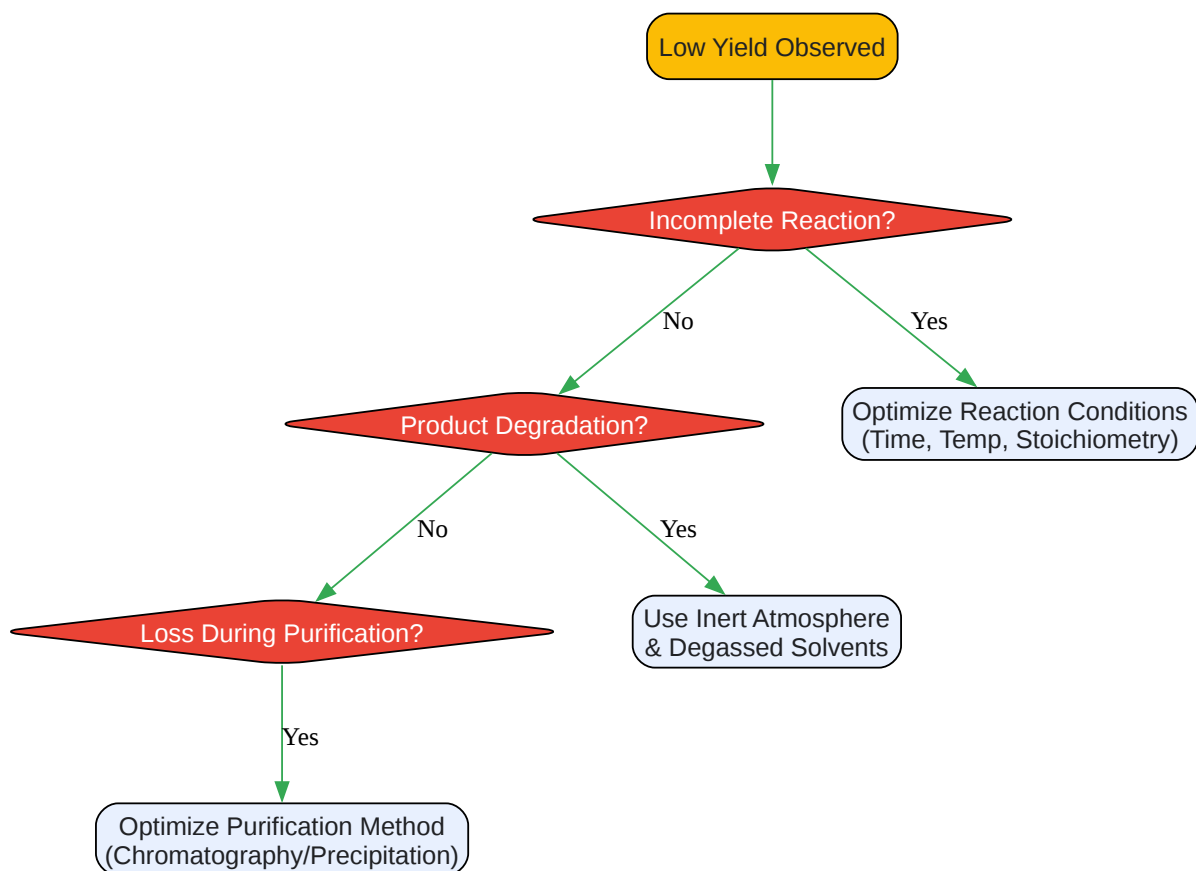 Low Yield Observed
Incomplete Reaction?
No
Yes
Product Degradation?
Optimize Reaction Conditions
(Time, Temp, Stoichiometry)
No
Yes
Loss During Purification?
Use Inert Atmosphere
& Degassed Solvents
Yes
Optimize Purification Method
(Chromatography/Precipitation)